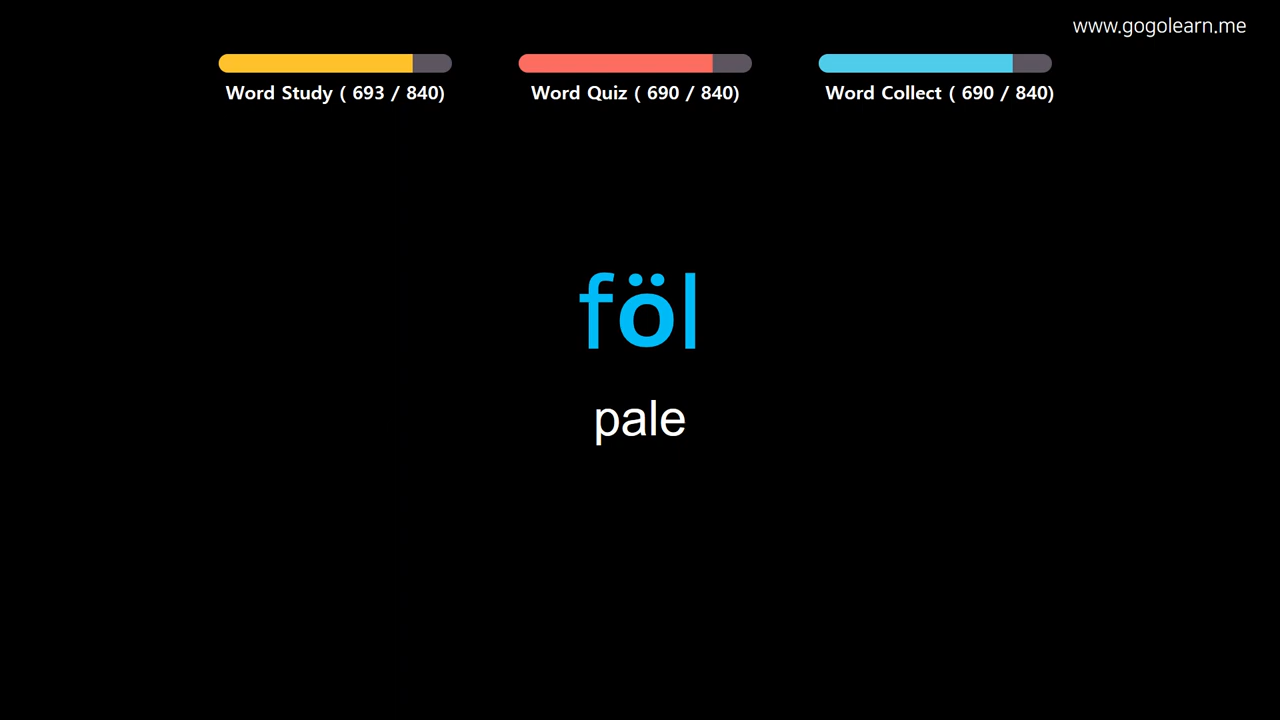 www.gogolearn.me
Word Study ( 693 / 840)
Word Quiz ( 690 / 840)
Word Collect ( 690 / 840)
föl
pale